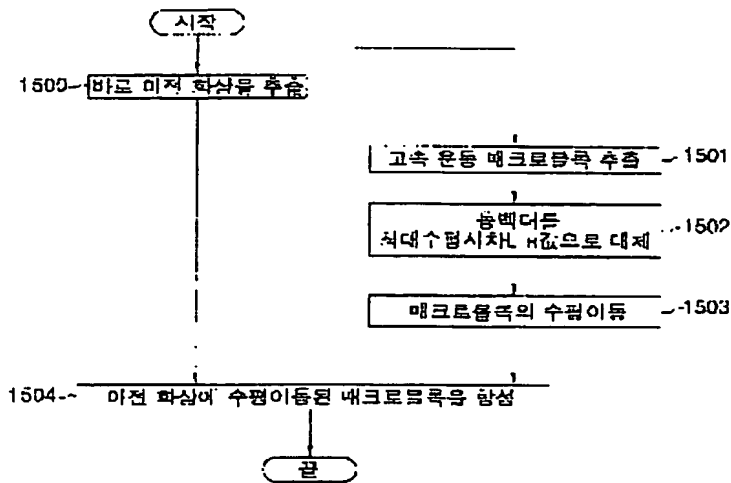 시작
1500 바로 이전 화상을 추출
고속 운동 매크로블록 추출 1501
동벡터를
최대수평시차 값으로 대체 1502
매크로블록의 수평이동 1503
1504 이전 화상에 수평이동된 매크로블록을 합성
끝